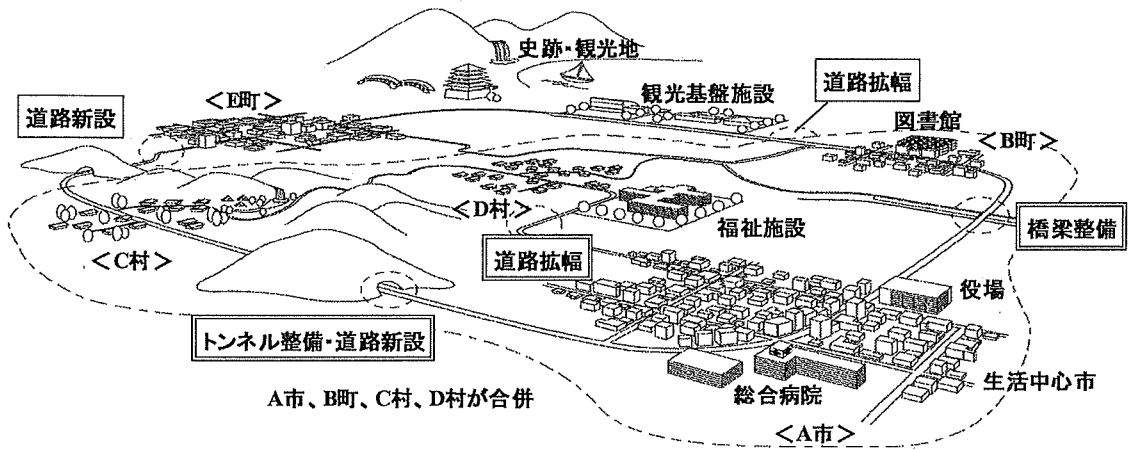 史跡・観光地
道路拡幅
＜E町＞
観光基盤施設
道路新設
図書館
＜B町＞
＜D村＞
福祉施設
橋梁整備
＜C村＞
道路拡幅
役場
トンネル整備・道路新設
生活中心市
総合病院
A市、B町、C村、D村が合併
＜A市＞